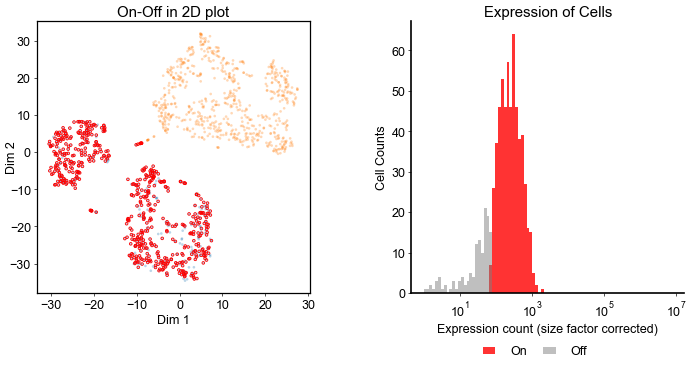 On-Off in 2D plot
Expression of Cells
Dim 2
30
20
10
0
−10
−20
−30
−30 −20 −10 0 10 20 30
Dim 1
Cell Counts
60
50
40
30
20
10
0
10^1 10^3 10^5 10^7
Expression count (size factor corrected)
On Off